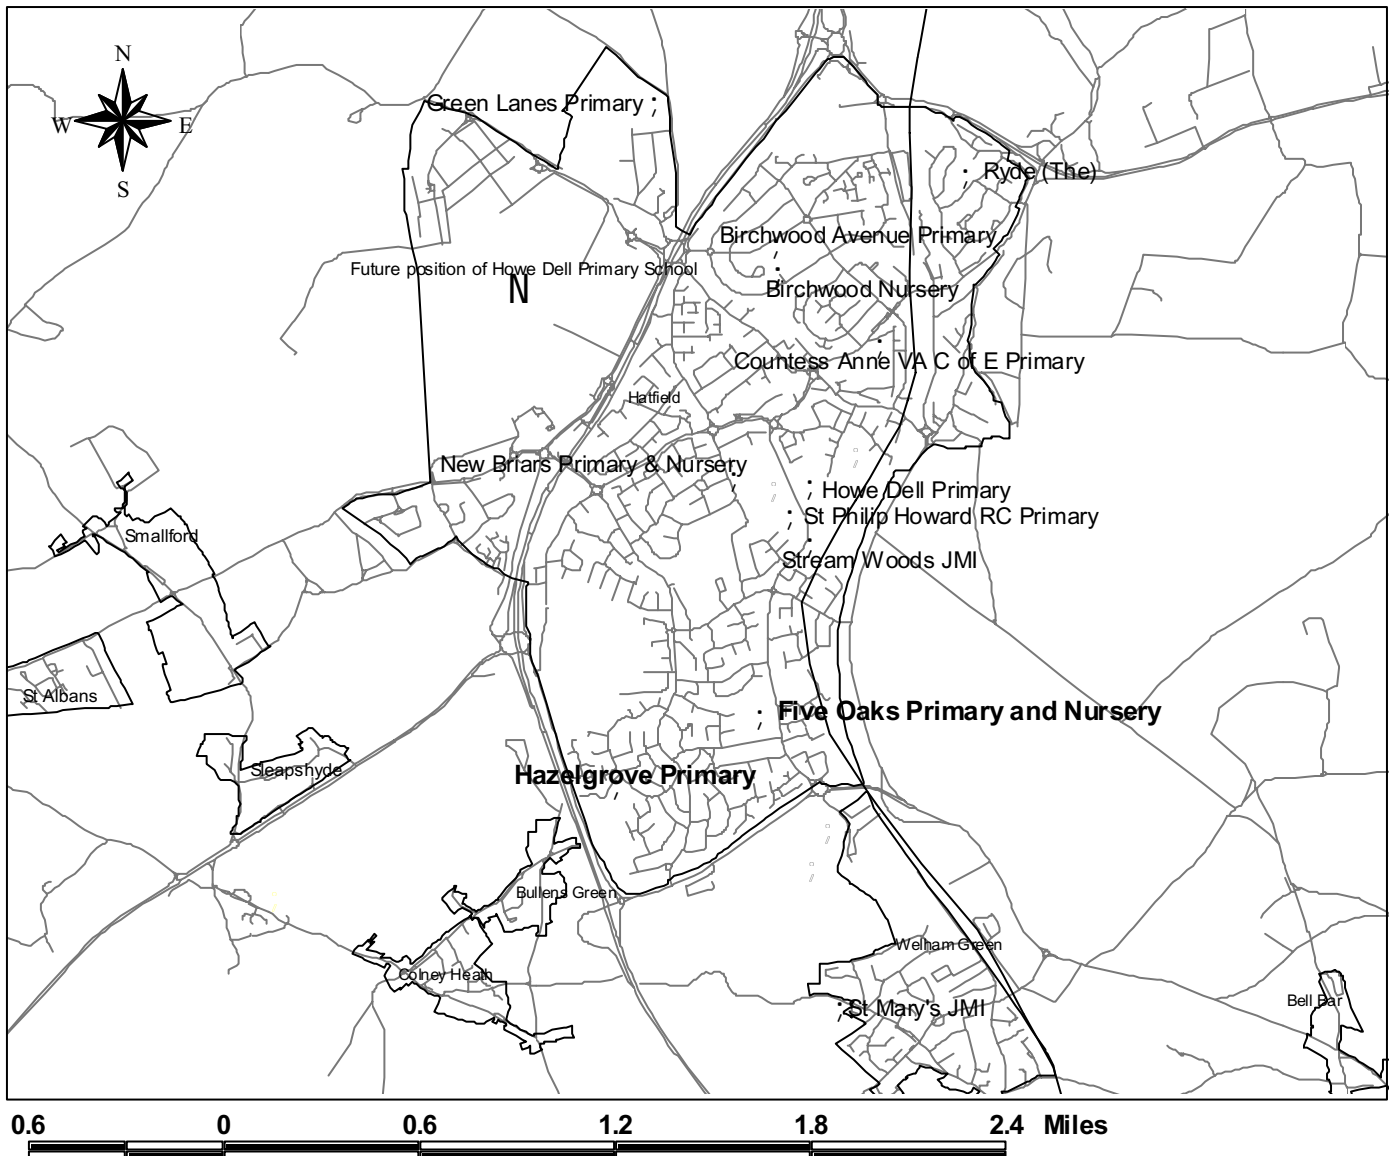 N
W E
S
Green Lanes Primary
Ryde (The)
Birchwood Avenue Primary
Future position of Howe Dell Primary School
N
Birchwood Nursery
Countess Anne VA C of E Primary
Hatfield
New Briars Primary & Nursery
Howe Dell Primary
St Philip Howard RC Primary
Smallford
Stream Woods JMI
St Albans
Five Oaks Primary and Nursery
Sleapshyde
Hazelgrove Primary
Bullens Green
Welham Green
Colney Heath
Bell Bar
St Mary's JMI
0.6 0 0.6 1.2 1.8 2.4 Miles